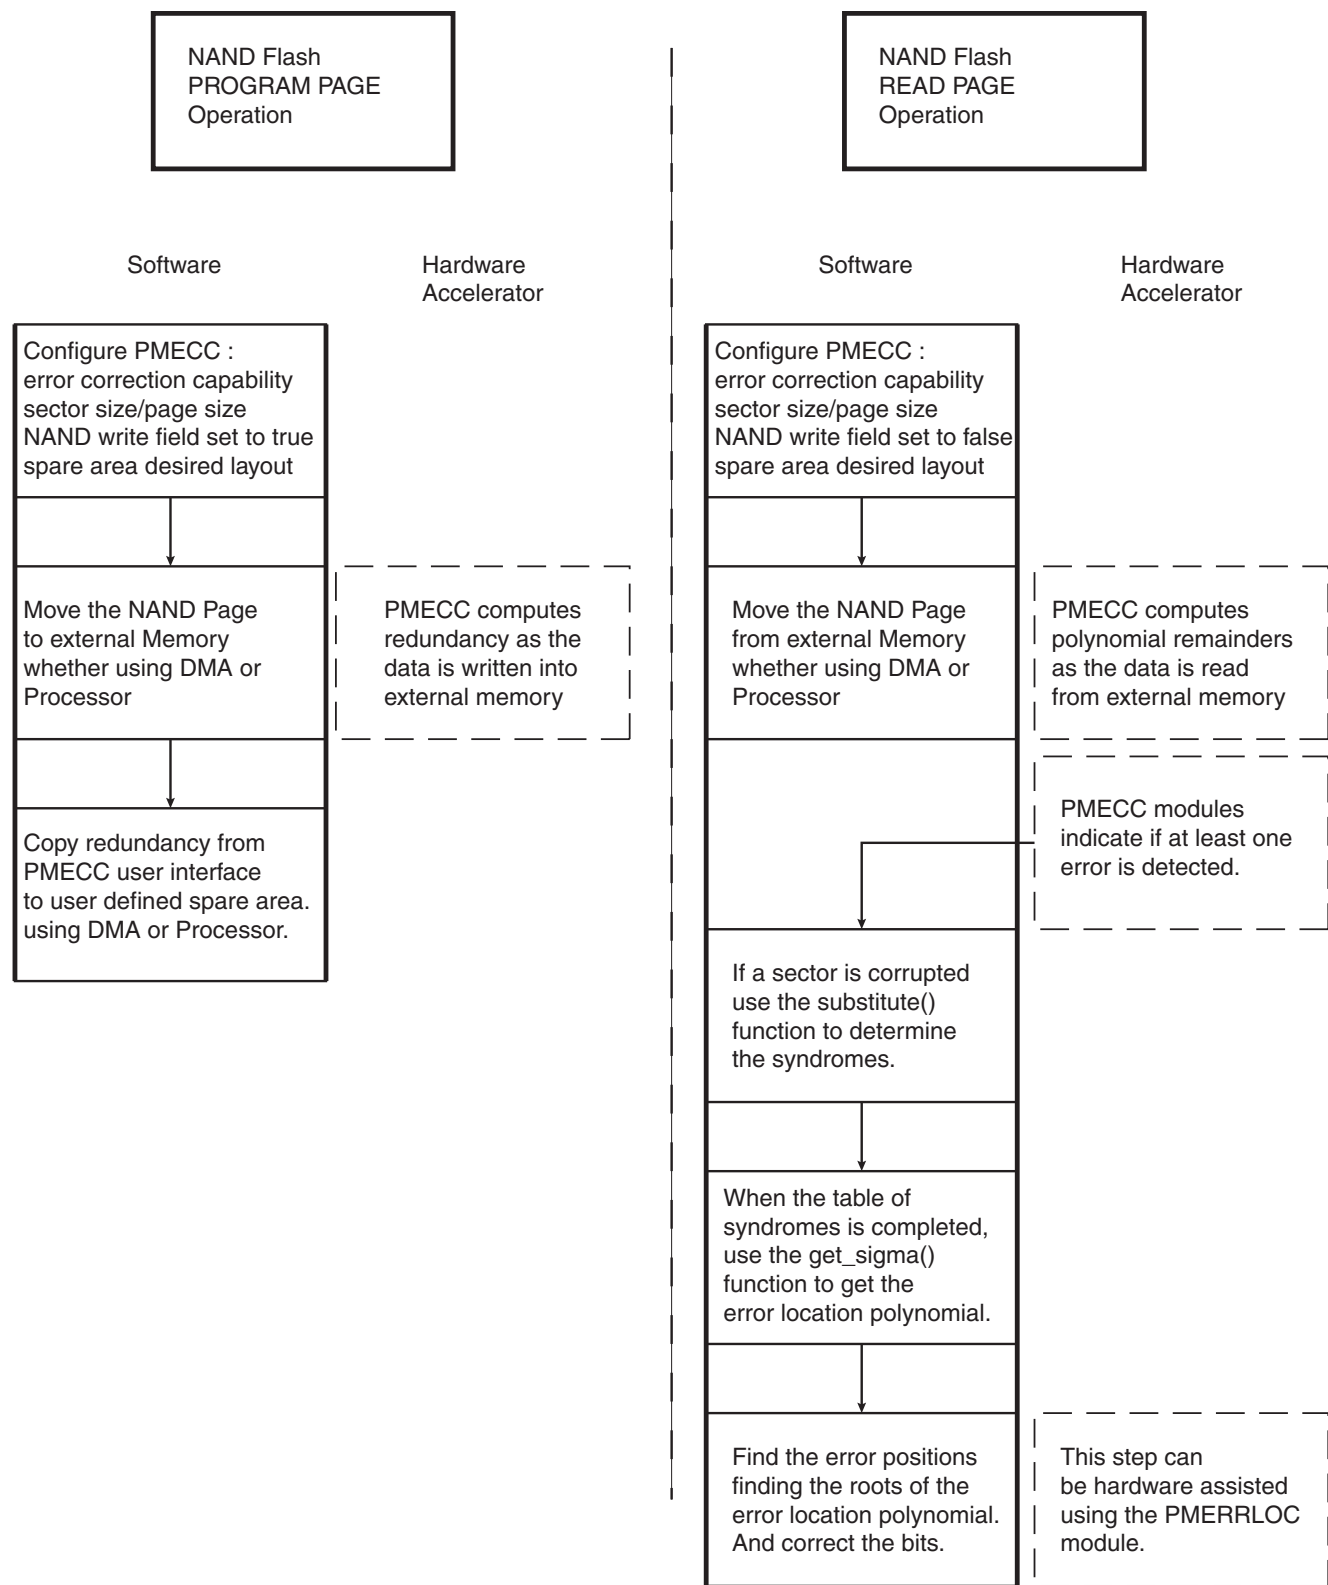 NAND Flash
PROGRAM PAGE
Operation
Software
Hardware
Accelerator
Configure PMECC :
error correction capability
sector size/page size
NAND write field set to true
spare area desired layout
Move the NAND Page
to external Memory
whether using DMA or
Processor
PMECC computes
redundancy as the
data is written into
external memory
Copy redundancy from
PMECC user interface
to user defined spare area.
using DMA or Processor.
NAND Flash
READ PAGE
Operation
Software
Hardware
Accelerator
Configure PMECC :
error correction capability
sector size/page size
NAND write field set to false
spare area desired layout
Move the NAND Page
from external Memory
whether using DMA or
Processor
PMECC computes
polynomial remainders
as the data is read
from external memory
PMECC modules
indicate if at least one
error is detected.
If a sector is corrupted
use the substitute()
function to determine
the syndromes.
When the table of
syndromes is completed,
use the get_sigma()
function to get the
error location polynomial.
Find the error positions
finding the roots of the
error location polynomial.
And correct the bits.
This step can
be hardware assisted
using the PMERRLOC
module.